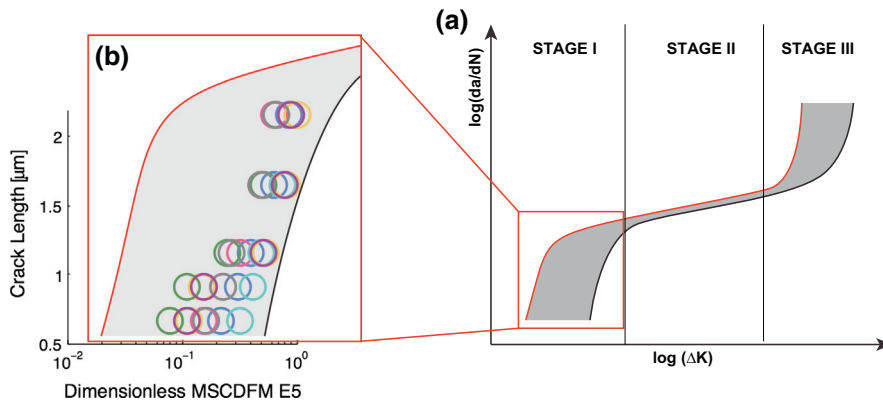 (b)
2
1.5
1
0.5
10⁻²
10⁻¹
10⁰
Crack Length [μm]
Dimensionless MSCDFM E5
(a)
STAGE I
STAGE II
STAGE III
log(da/dN)
log (ΔK)